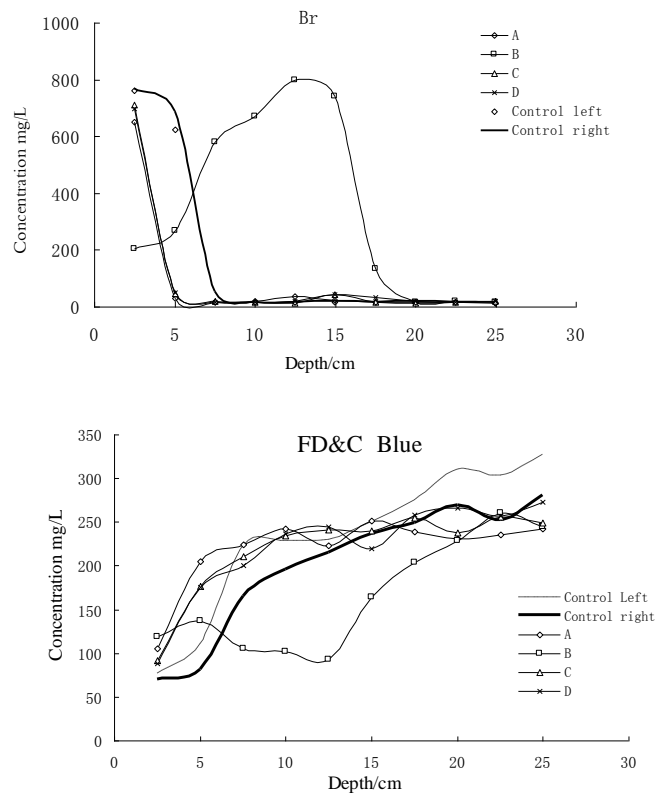 Br
1000
800
600
400
200
0
Concentration mg/L
0 5 10 15 20 25 30
Depth/cm
A
B
C
D
Control left
Control right
FD&C Blue
350
300
250
200
150
100
50
0
Concentration mg/L
0 5 10 15 20 25 30
Depth/cm
Control Left
Control right
A
B
C
D